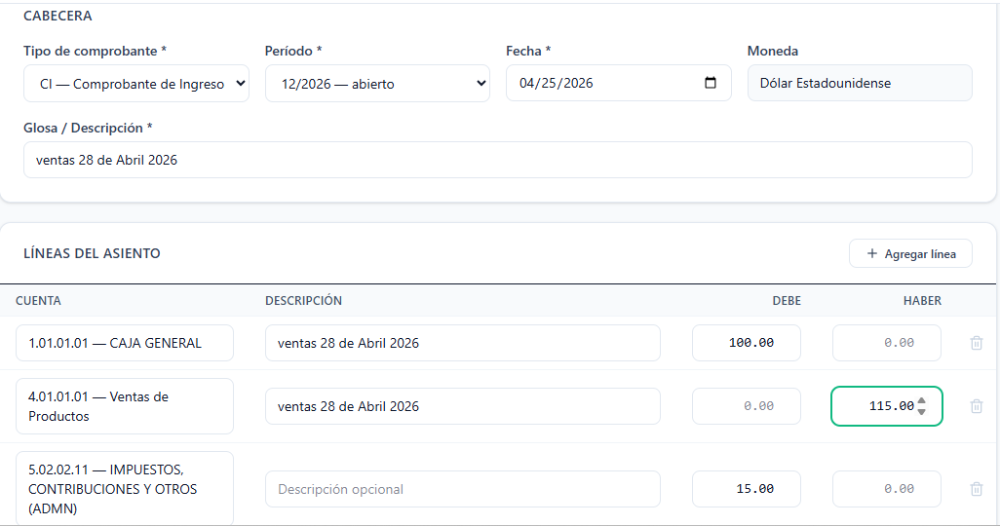 CABECERA
Tipo de comprobante * Período * Fecha * Moneda
CI — Comprobante de Ingreso 12/2026 — abierto 04/25/2026 Dólar Estadounidense
Glosa / Descripción *
ventas 28 de Abril 2026
LÍNEAS DEL ASIENTO + Agregar línea
CUENTA DESCRIPCIÓN DEBE HABER
1.01.01.01 — CAJA GENERAL ventas 28 de Abril 2026 100.00 0.00
4.01.01.01 — Ventas de
Productos ventas 28 de Abril 2026 0.00 115.00
5.02.02.11 — IMPUESTOS,
CONTRIBUCIONES Y OTROS Descripción opcional 15.00 0.00
(ADMN)